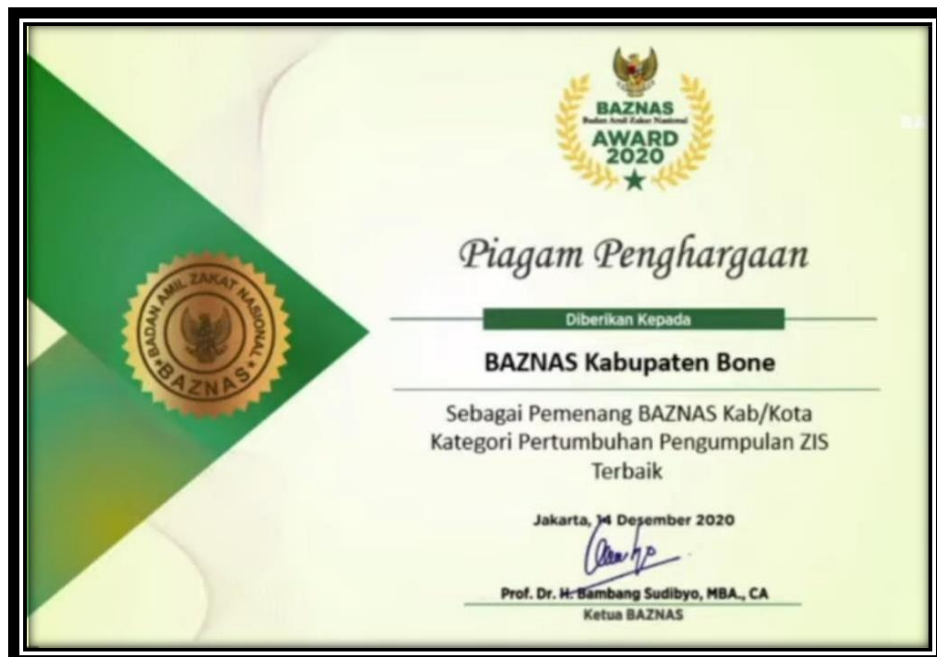 BAZNAS
Badan Amil Zakat Nasional
AWARD
2020
Piagam Penghargaan
Diberikan Kepada
BAZNAS Kabupaten Bone
Sebagai Pemenang BAZNAS Kab/Kota
Kategori Pertumbuhan Pengumpulan ZIS
Terbaik
Jakarta, 14 Desember 2020
Prof. Dr. H. Bambang Sudibyo, MBA., CA
Ketua BAZNAS
BADAN AMIL ZAKAT NASIONAL
BAZNAS
BA